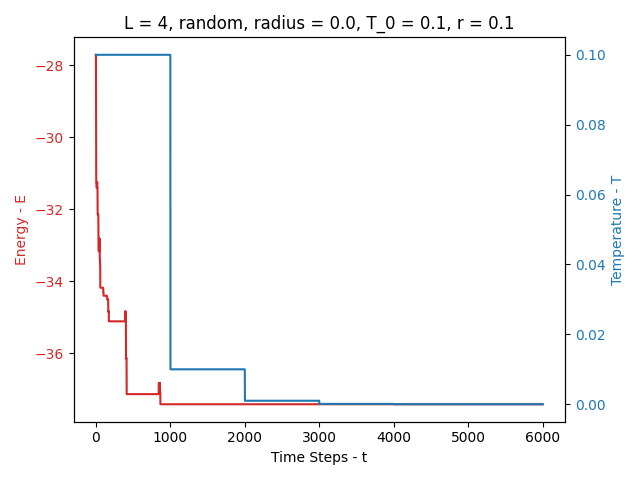 L = 4, random, radius = 0.0, T_0 = 0.1, r = 0.1
Energy - E
−28
−30
−32
−34
−36
0.10
0.08
0.06
0.04
0.02
0.00
Temperature - T
0 1000 2000 3000 4000 5000 6000
Time Steps - t